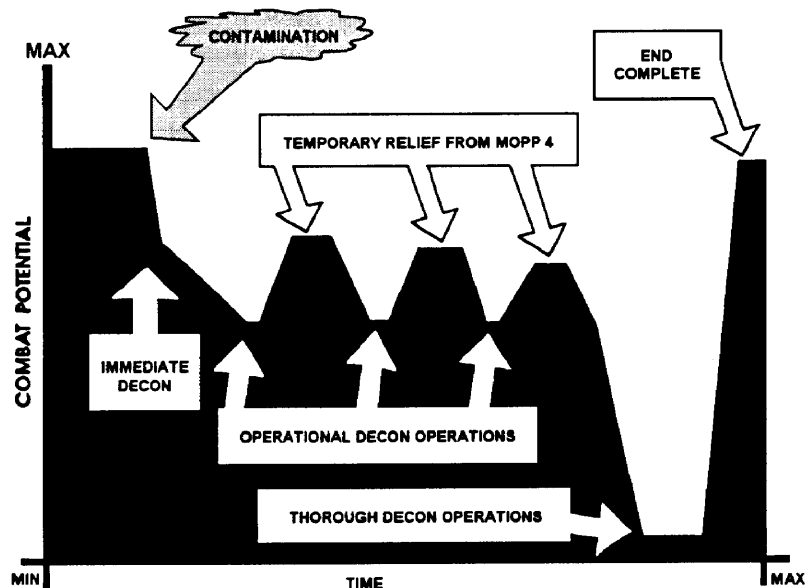 CONTAMINATION
MAX
END
COMPLETE
TEMPORARY RELIEF FROM MOPP 4
COMBAT POTENTIAL
IMMEDIATE
DECON
OPERATIONAL DECON OPERATIONS
THOROUGH DECON OPERATIONS
MIN
TIME
MAX